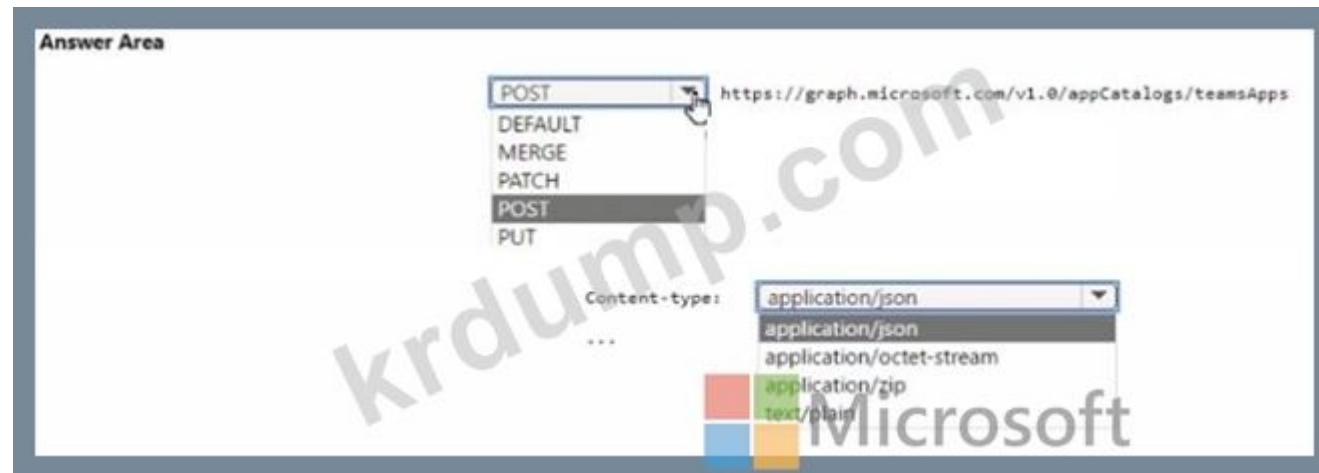 Answer Area
POST https://graph.microsoft.com/v1.0/appCatalogs/teamsApps
DEFAULT
MERGE
PATCH
POST
PUT
Content-type: application/json
application/json
...
application/octet-stream
application/zip
text/plain
krdump.com
Microsoft